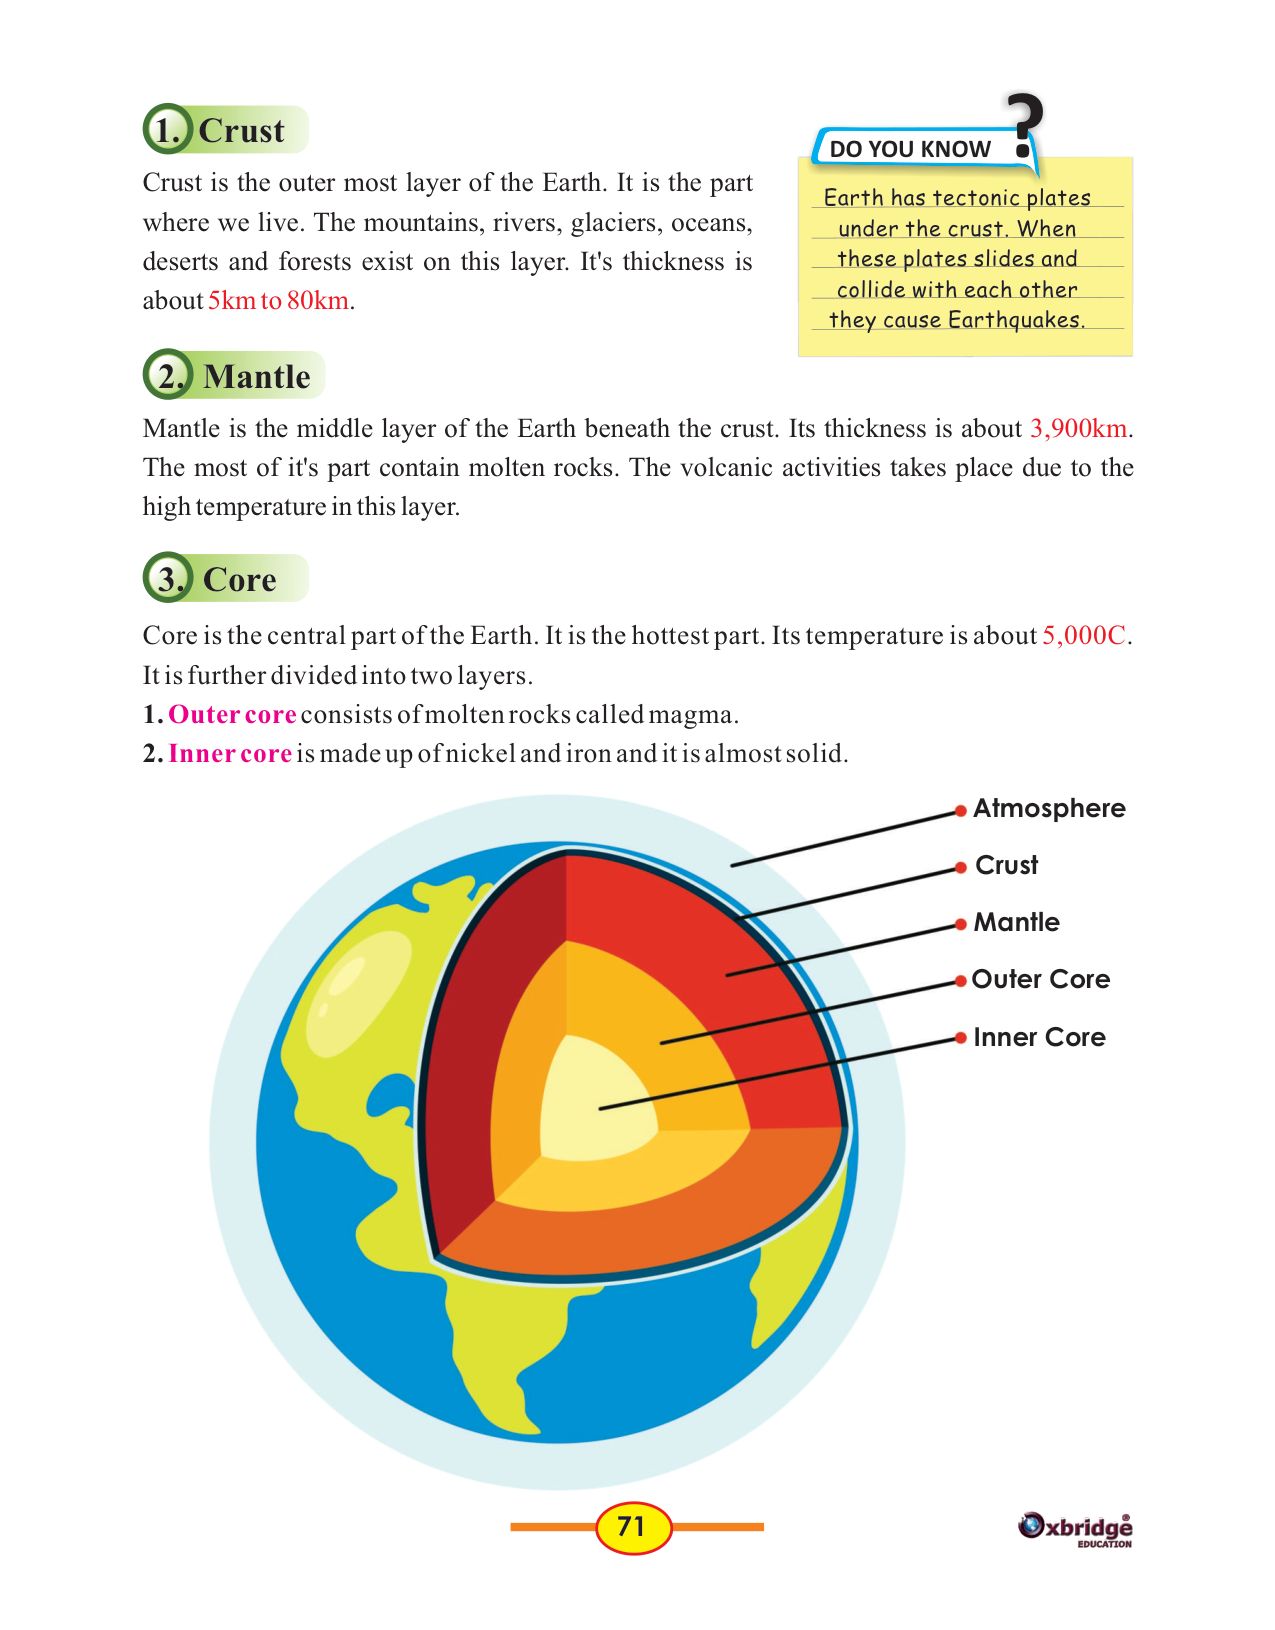 1. Crust
Crust is the outer most layer of the Earth. It is the part
where we live. The mountains, rivers, glaciers, oceans,
deserts and forests exist on this layer. It's thickness is
about 5km to 80km.
DO YOU KNOW ?
Earth has tectonic plates
under the crust. When
these plates slides and
collide with each other
they cause Earthquakes.
2. Mantle
Mantle is the middle layer of the Earth beneath the crust. Its thickness is about 3,900km.
The most of it's part contain molten rocks. The volcanic activities takes place due to the
high temperature in this layer.
3. Core
Core is the central part of the Earth. It is the hottest part. Its temperature is about 5,000C.
It is further divided into two layers.
1. Outer core consists of molten rocks called magma.
2. Inner core is made up of nickel and iron and it is almost solid.
Atmosphere
Crust
Mantle
Outer Core
Inner Core
71
Oxbridge®
EDUCATION